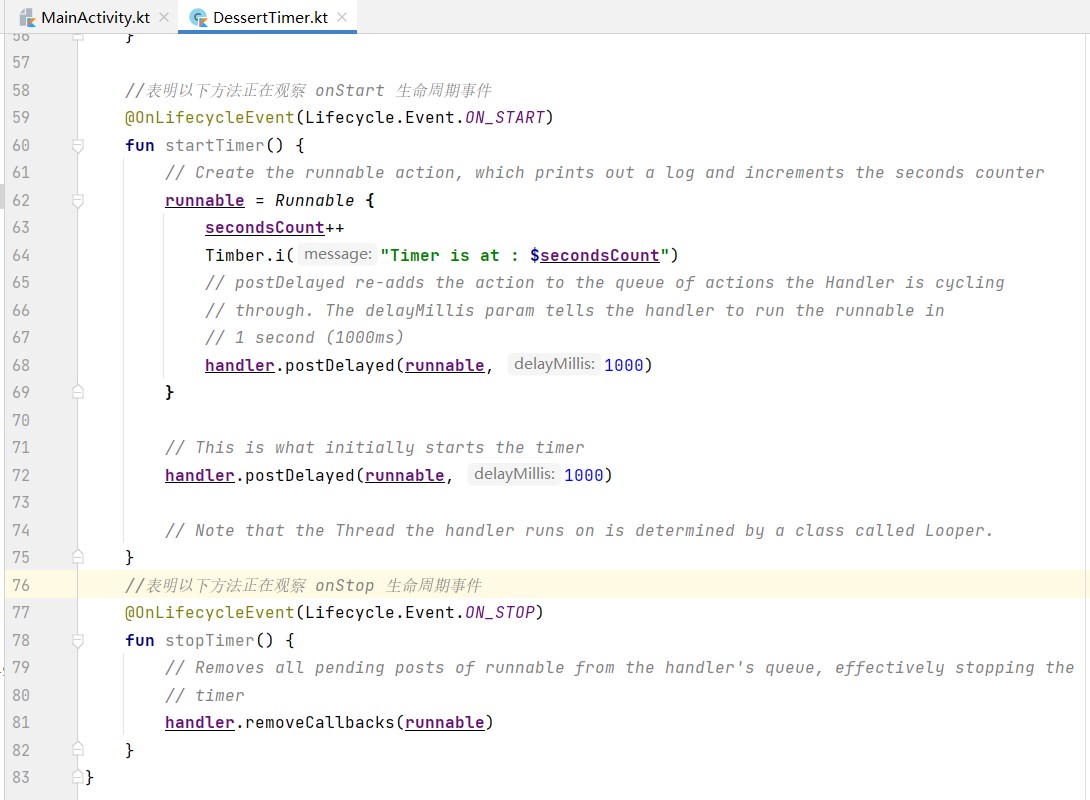 MainActivity.kt × DessertTimer.kt ×
56 }
57
58 //表明以下方法正在观察 onStart 生命周期事件
59 @OnLifecycleEvent(Lifecycle.Event.ON_START)
60 fun startTimer() {
61 // Create the runnable action, which prints out a log and increments the seconds counter
62 runnable = Runnable {
63 secondsCount++
64 Timber.i( message: "Timer is at : $secondsCount")
65 // postDelayed re-adds the action to the queue of actions the Handler is cycling
66 // through. The delayMillis param tells the handler to run the runnable in
67 // 1 second (1000ms)
68 handler.postDelayed(runnable, delayMillis: 1000)
69 }
70
71 // This is what initially starts the timer
72 handler.postDelayed(runnable, delayMillis: 1000)
73
74 // Note that the Thread the handler runs on is determined by a class called Looper.
75 }
76 //表明以下方法正在观察 onStop 生命周期事件
77 @OnLifecycleEvent(Lifecycle.Event.ON_STOP)
78 fun stopTimer() {
79 // Removes all pending posts of runnable from the handler's queue, effectively stopping the
80 // timer
81 handler.removeCallbacks(runnable)
82 }
83 }